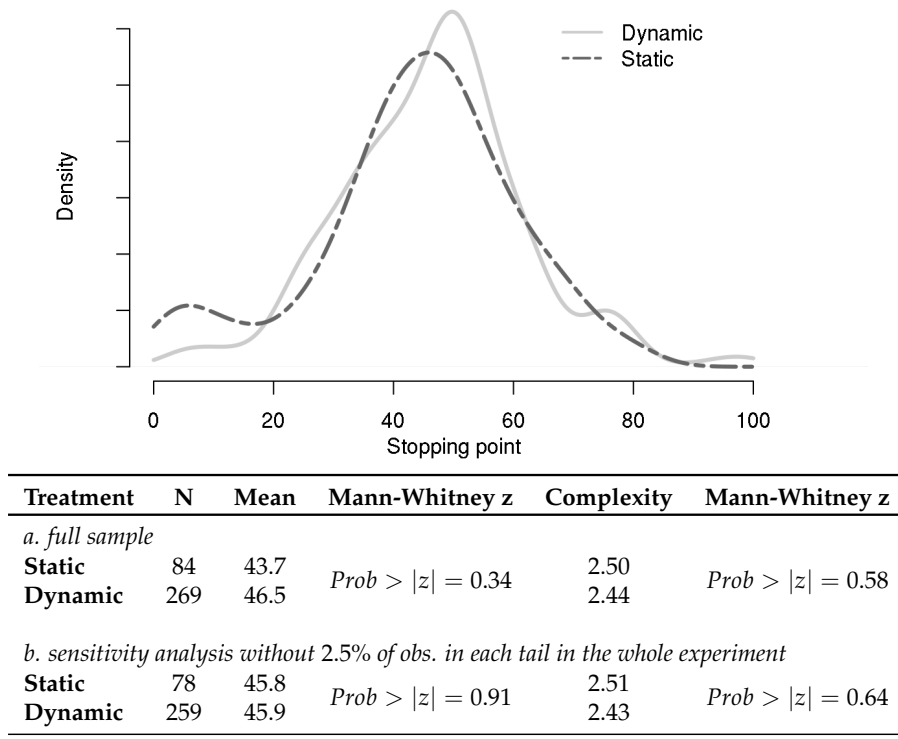 Dynamic
Static
Density
0 20 40 60 80 100
Stopping point
Treatment N Mean Mann-Whitney z Complexity Mann-Whitney z
a. full sample
Static 84 43.7 2.50
Prob > |z| = 0.34 Prob > |z| = 0.58
Dynamic 269 46.5 2.44
b. sensitivity analysis without 2.5% of obs. in each tail in the whole experiment
Static 78 45.8 2.51
Prob > |z| = 0.91 Prob > |z| = 0.64
Dynamic 259 45.9 2.43